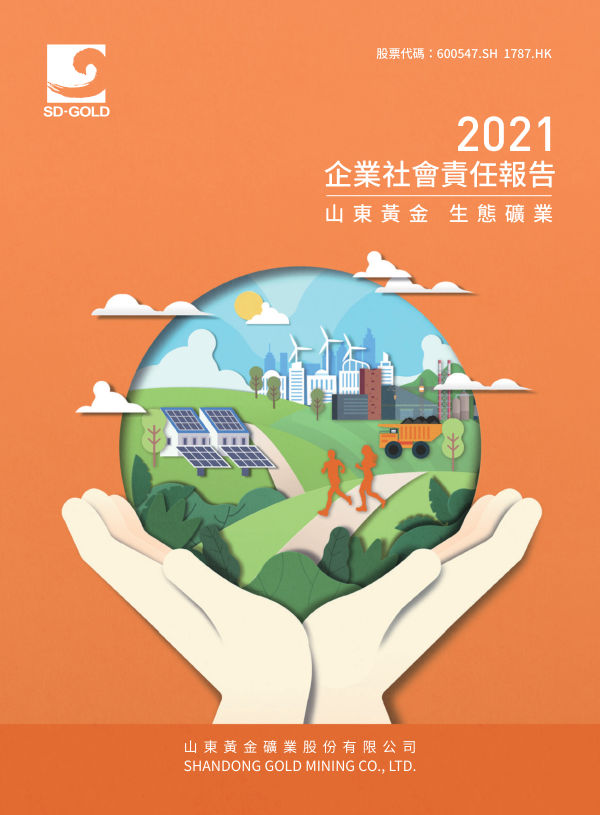 SD-GOLD
股票代碼：600547.SH 1787.HK
2021
企業社會責任報告
山東黃金 生態礦業
山東黃金礦業股份有限公司
SHANDONG GOLD MINING CO., LTD.